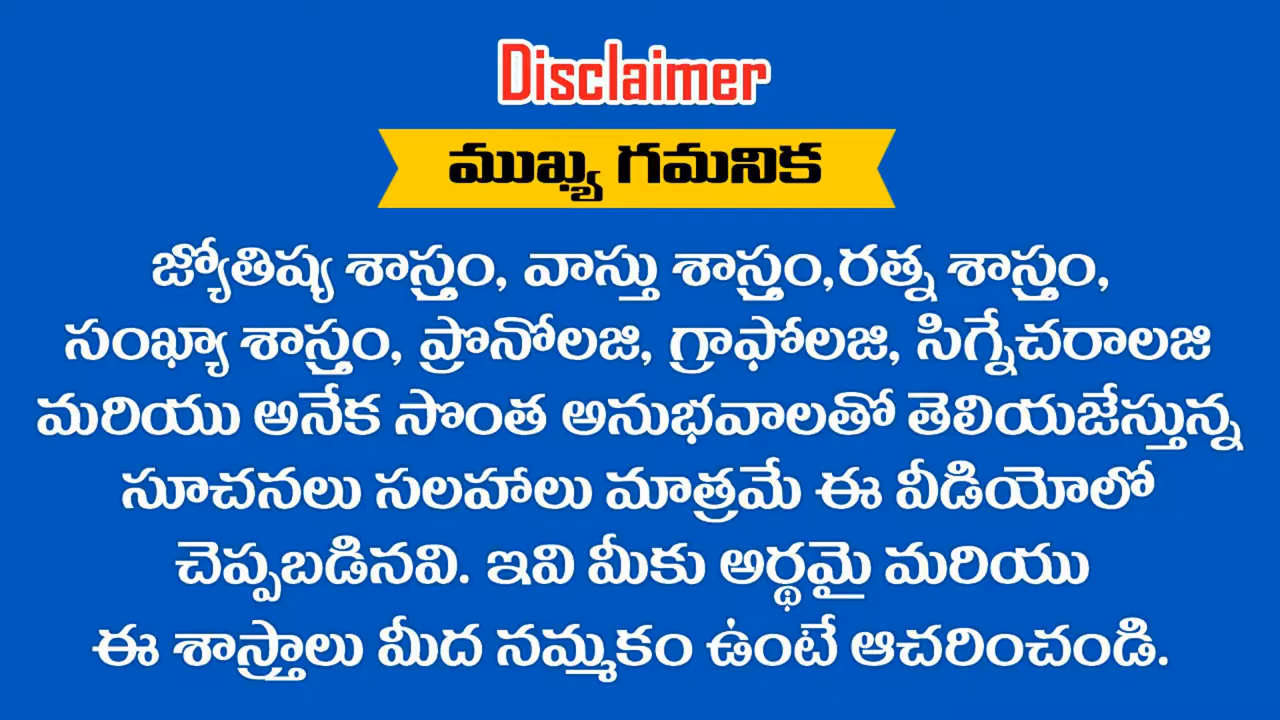 Disclaimer
ముఖ్య గమనిక
జ్యోతిష్య శాస్త్రం, వాస్తు శాస్త్రం,రత్న శాస్త్రం,
సంఖ్యా శాస్త్రం, ప్రొనోలజి, గ్రాఫోలజి, సిగ్నేచరాలజి
మరియు అనేక సొంత అనుభవాలతో తెలియజేస్తున్న
సూచనలు సలహాలు మాత్రమే ఈ వీడియోలో
చెప్పబడినవి. ఇవి మీకు అర్థమై మరియు
ఈ శాస్త్రాలు మీద నమ్మకం ఉంటే ఆచరించండి.